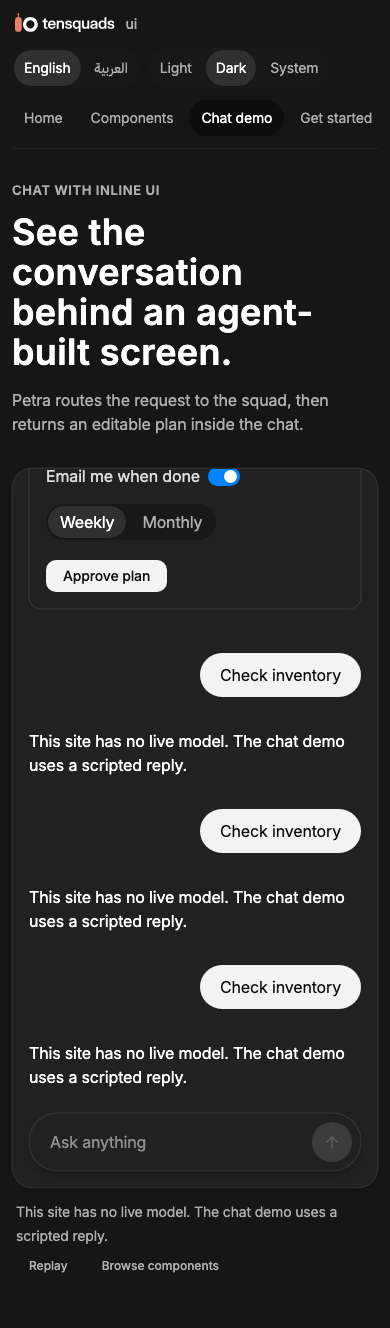 tensquads ui
English العربية Light Dark System
Home Components Chat demo Get started
CHAT WITH INLINE UI
See the
conversation
behind an agent-
built screen.
Petra routes the request to the squad, then
returns an editable plan inside the chat.
Email me when done
Weekly Monthly
Approve plan
Check inventory
This site has no live model. The chat demo
uses a scripted reply.
Check inventory
This site has no live model. The chat demo
uses a scripted reply.
Check inventory
This site has no live model. The chat demo
uses a scripted reply.
Ask anything
This site has no live model. The chat demo uses a
scripted reply.
Replay Browse components